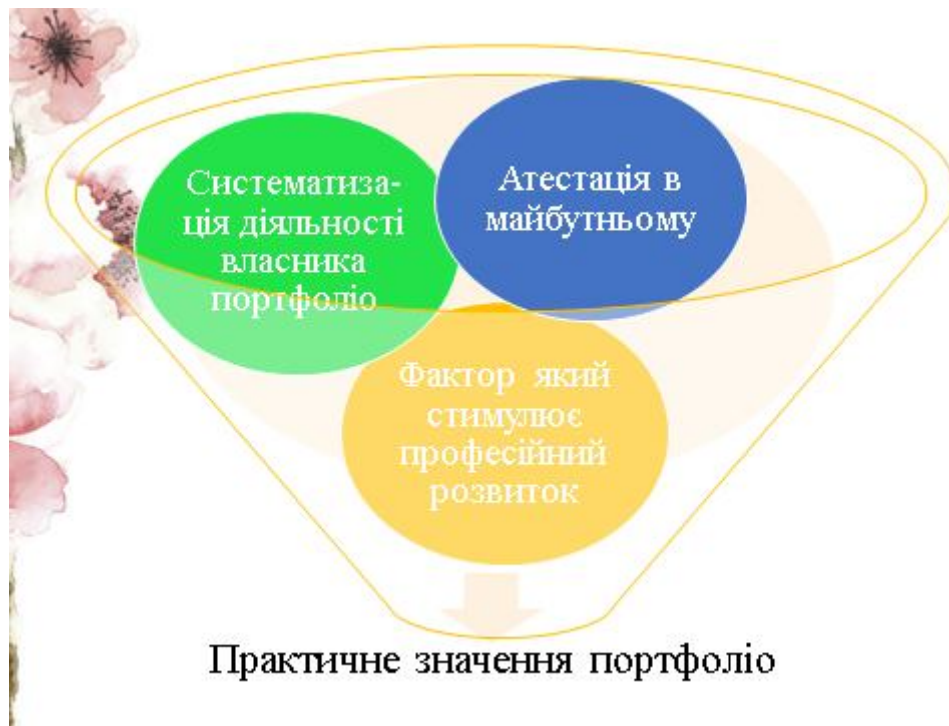 Систематиза-
ція діяльності
власника
портфоліо
Атестація в
майбутньому
Фактор який
стимулює
професійний
розвиток
Практичне значення портфоліо